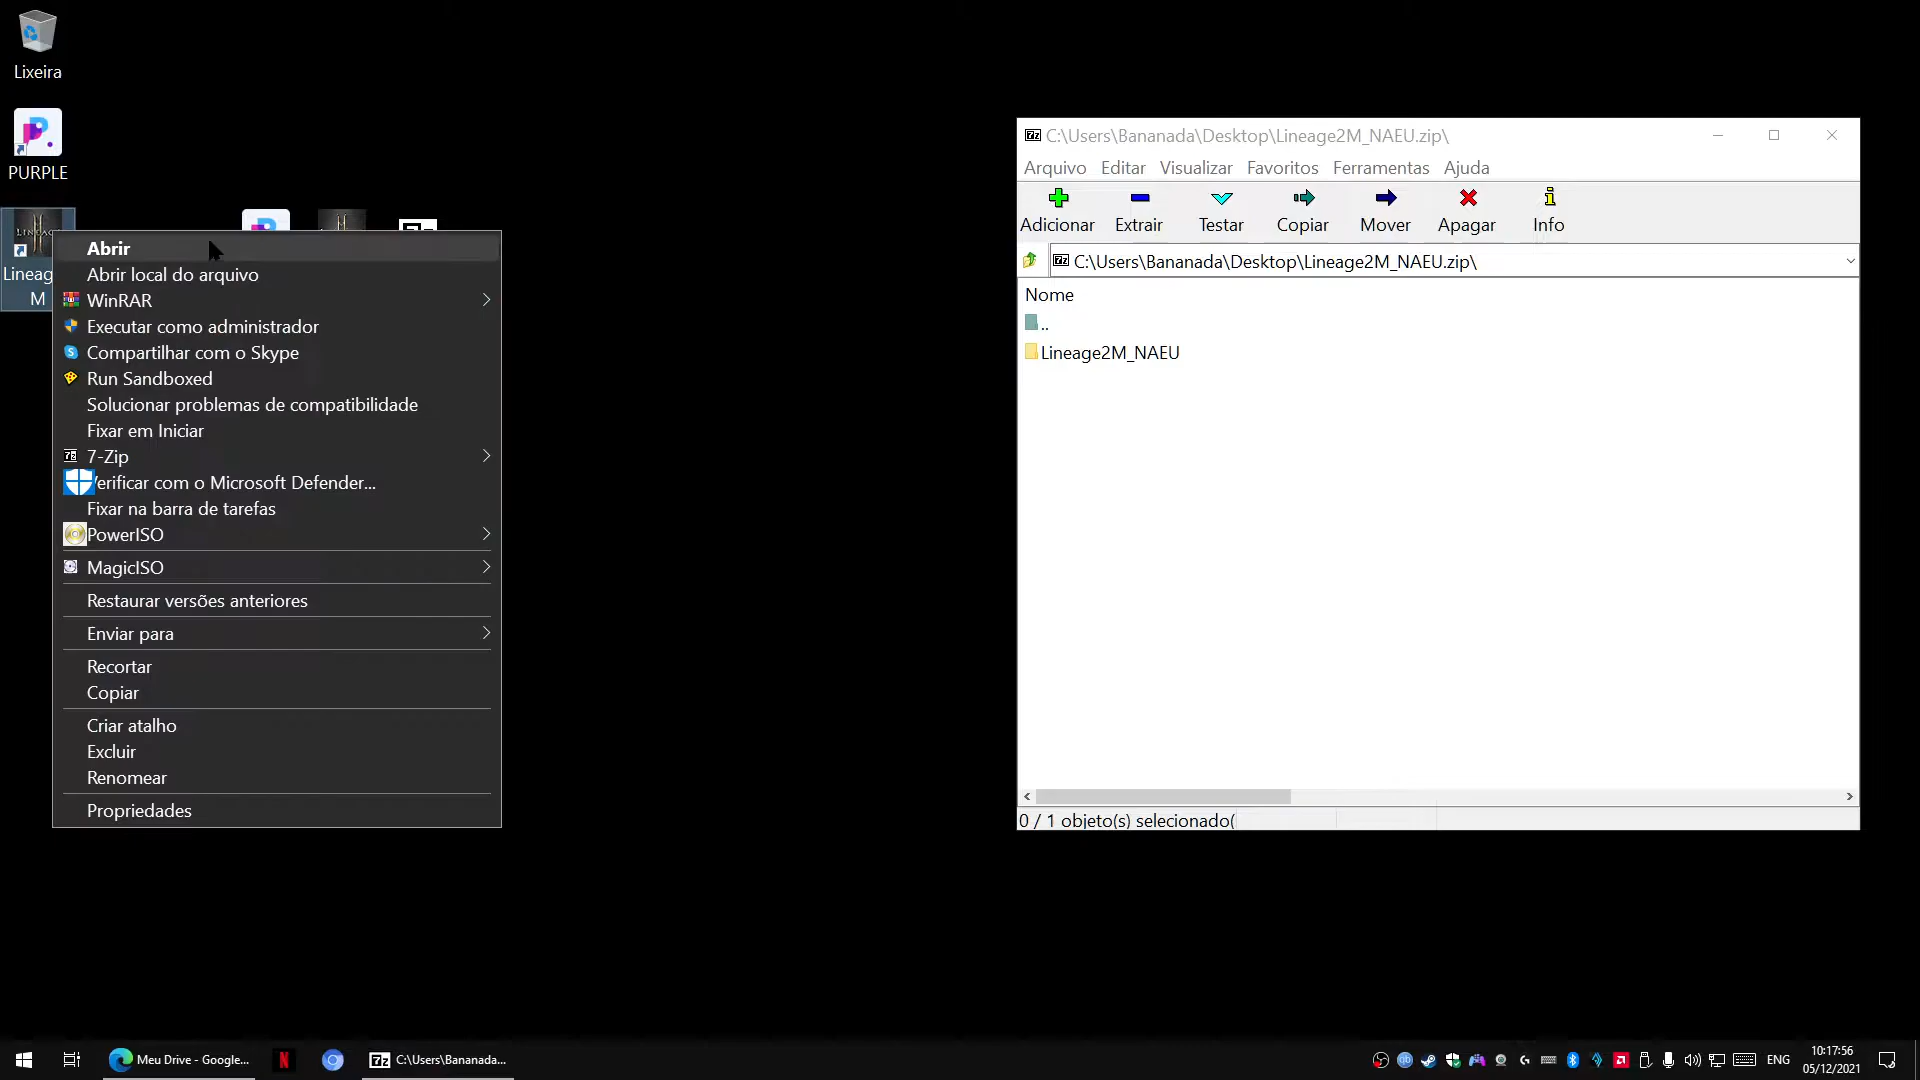 Lixeira
PURPLE
Lineag
M
Abrir
Abrir local do arquivo
WinRAR
Executar como administrador
Compartilhar com o Skype
Run Sandboxed
Solucionar problemas de compatibilidade
Fixar em Iniciar
7-Zip
Verificar com o Microsoft Defender...
Fixar na barra de tarefas
PowerISO
MagicISO
Restaurar versões anteriores
Enviar para
Recortar
Copiar
Criar atalho
Excluir
Renomear
Propriedades
C:\Users\Bananada\Desktop\Lineage2M_NAEU.zip\
Arquivo Editar Visualizar Favoritos Ferramentas Ajuda
Adicionar Extrair Testar Copiar Mover Apagar Info
C:\Users\Bananada\Desktop\Lineage2M_NAEU.zip\
Nome
..
Lineage2M_NAEU
0 / 1 objeto(s) selecionado(
Meu Drive - Google...
C:\Users\Bananada...
ENG
10:17:56
05/12/2021